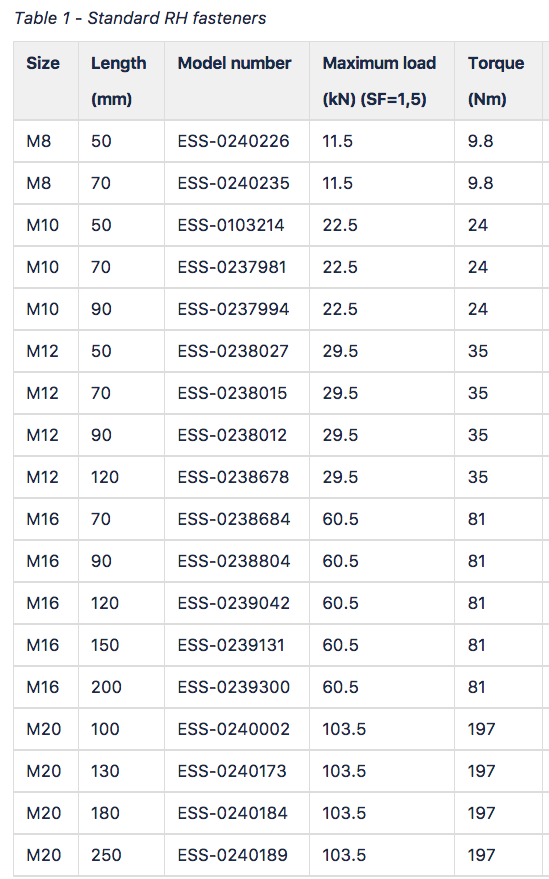 Table 1 - Standard RH fasteners
Size Length (mm) Model number Maximum load (kN) (SF=1,5) Torque (Nm)
M8 50 ESS-0240226 11.5 9.8
M8 70 ESS-0240235 11.5 9.8
M10 50 ESS-0103214 22.5 24
M10 70 ESS-0237981 22.5 24
M10 90 ESS-0237994 22.5 24
M12 50 ESS-0238027 29.5 35
M12 70 ESS-0238015 29.5 35
M12 90 ESS-0238012 29.5 35
M12 120 ESS-0238678 29.5 35
M16 70 ESS-0238684 60.5 81
M16 90 ESS-0238804 60.5 81
M16 120 ESS-0239042 60.5 81
M16 150 ESS-0239131 60.5 81
M16 200 ESS-0239300 60.5 81
M20 100 ESS-0240002 103.5 197
M20 130 ESS-0240173 103.5 197
M20 180 ESS-0240184 103.5 197
M20 250 ESS-0240189 103.5 197